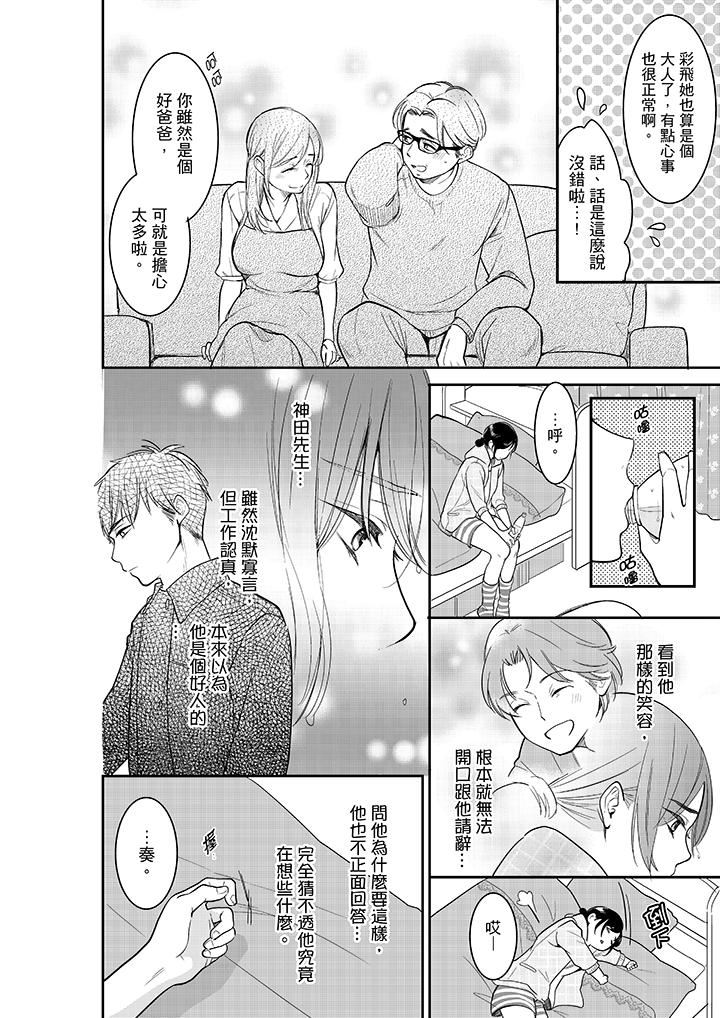 彩飛她也算是個
大人了，有點心事
也很正常啊。
話、話是這麼說
沒錯啦…！
呵
呵
你雖然是個
好爸爸，
可就是擔心
太多啦。
咕嚕
咕嚕
…呼。
神田先生…
雖然沈默寡言…
但工作認真，
本來以為
他是個好人的
…
看到他
那樣的笑容，
根本就無法
開口跟他請辭…
倒下
哎—
問他為什麼要這樣，
他也不正面回答…
完全猜不透他究竟
在想些什麼。
握
…奏。